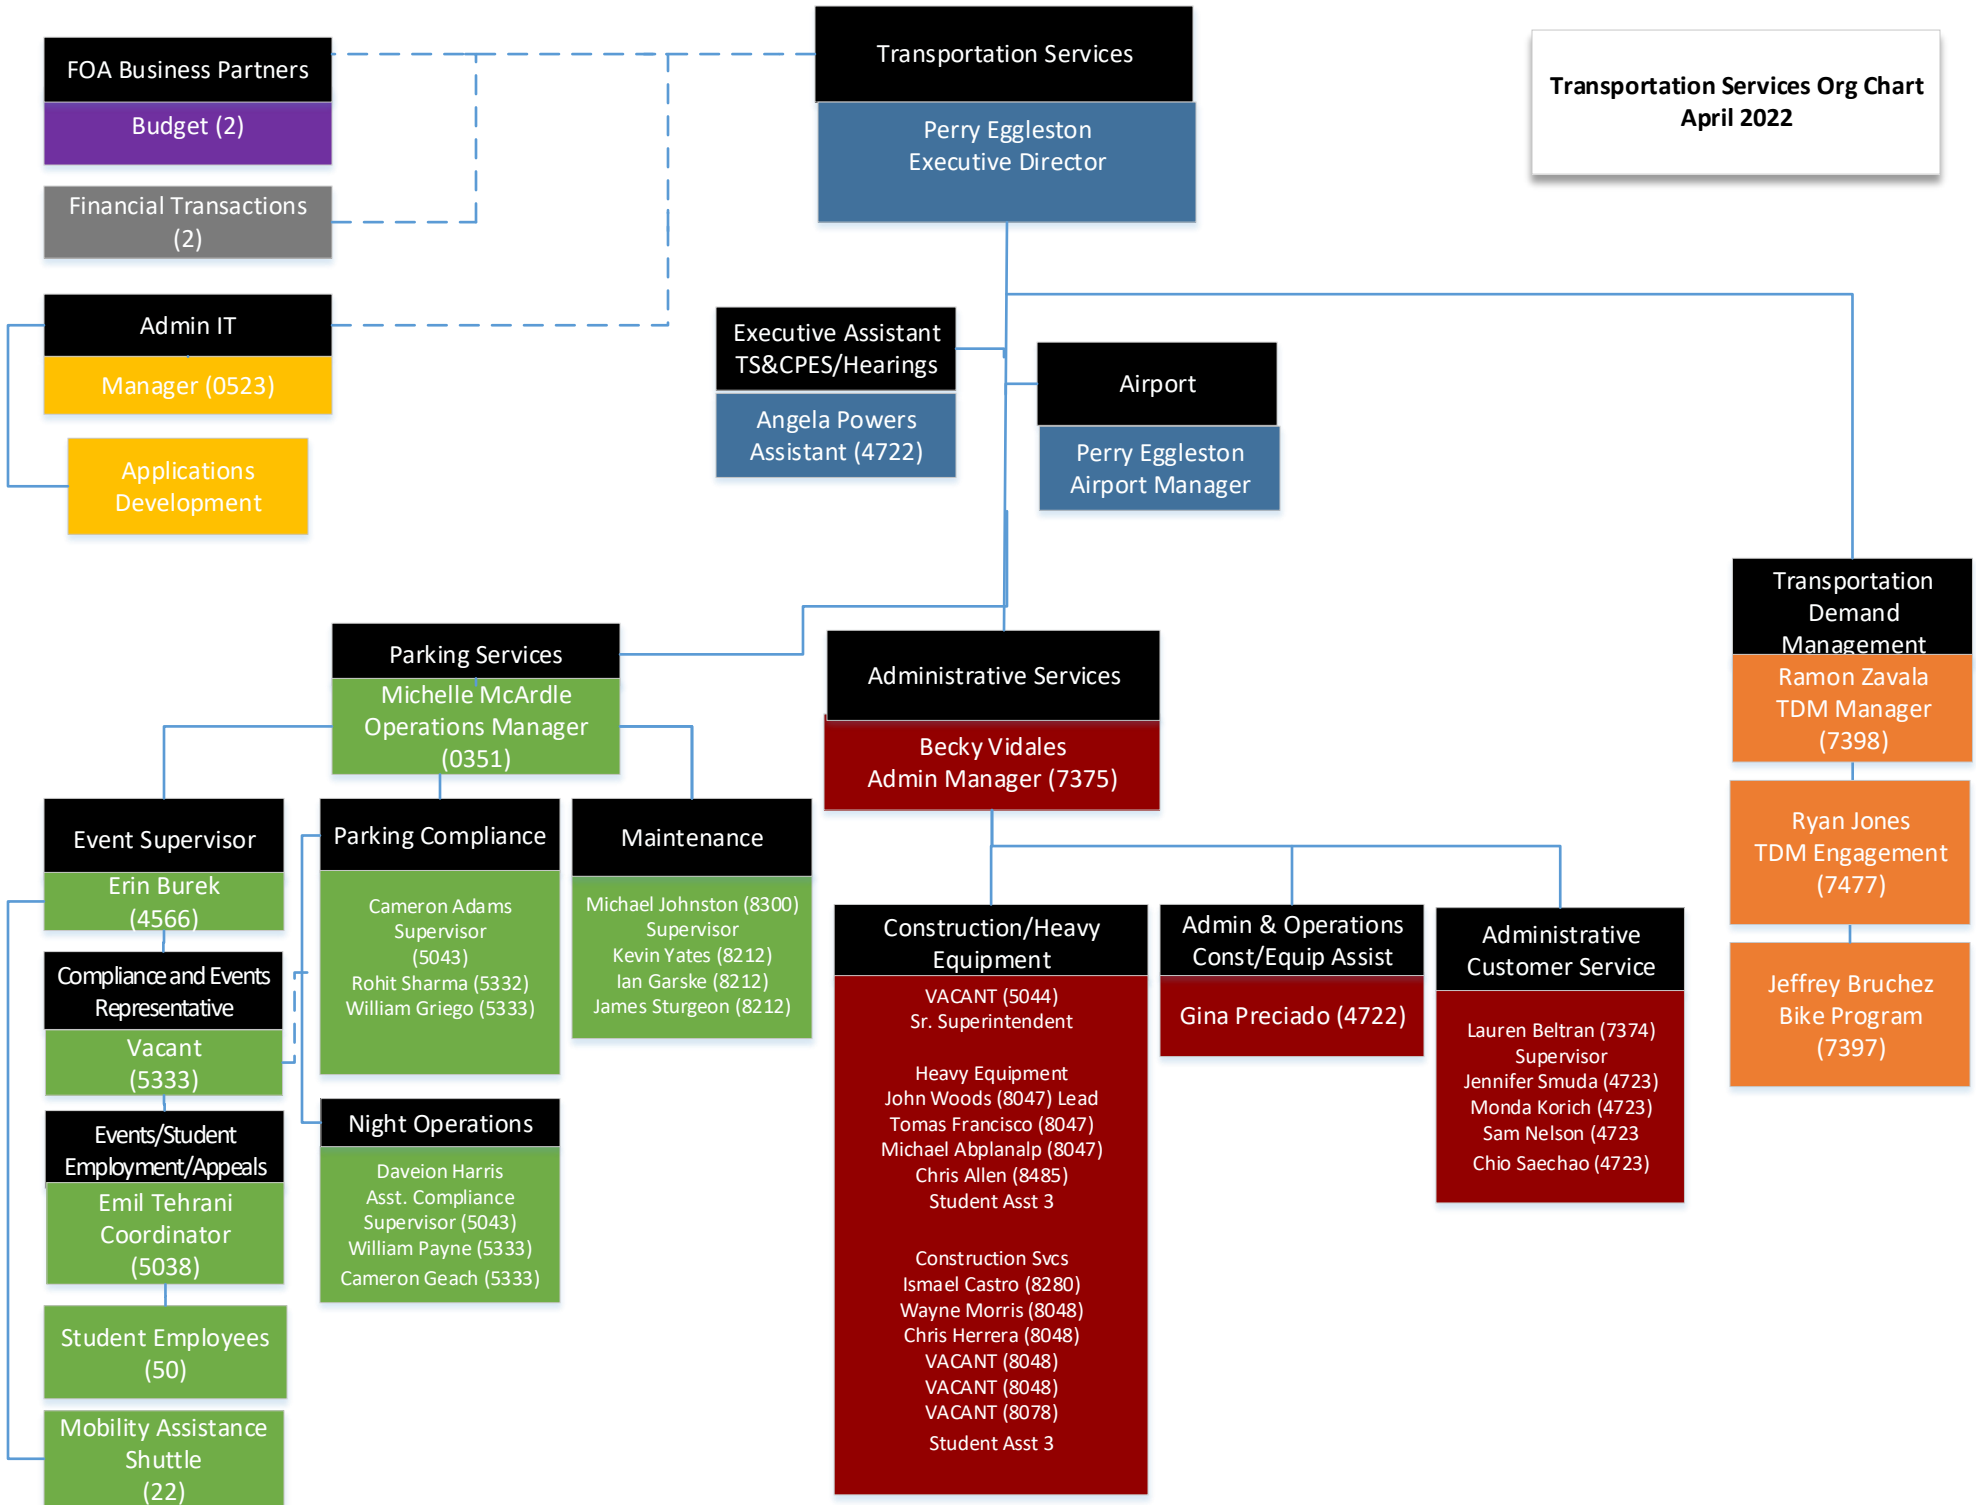 Transportation Services Org Chart
April 2022
Transportation Services
Perry Eggleston
Executive Director
FOA Business Partners
Budget (2)
Financial Transactions
(2)
Admin IT
Manager (0523)
Applications
Development
Executive Assistant
TS&CPES/Hearings
Angela Powers
Assistant (4722)
Airport
Perry Eggleston
Airport Manager
Parking Services
Michelle McArdle
Operations Manager
(0351)
Event Supervisor
Erin Burek
(4566)
Compliance and Events
Representative
Vacant
(5333)
Events/Student
Employment/Appeals
Emil Tehrani
Coordinator
(5038)
Student Employees
(50)
Mobility Assistance
Shuttle
(22)
Parking Compliance
Cameron Adams
Supervisor
(5043)
Rohit Sharma (5332)
William Griego (5333)
Night Operations
Daveion Harris
Asst. Compliance
Supervisor (5043)
William Payne (5333)
Cameron Geach (5333)
Maintenance
Michael Johnston (8300)
Supervisor
Kevin Yates (8212)
Ian Garske (8212)
James Sturgeon (8212)
Administrative Services
Becky Vidales
Admin Manager (7375)
Construction/Heavy
Equipment
VACANT (5044)
Sr. Superintendent
Heavy Equipment
John Woods (8047) Lead
Tomas Francisco (8047)
Michael Abplanalp (8047)
Chris Allen (8485)
Student Asst 3
Construction Svcs
Ismael Castro (8280)
Wayne Morris (8048)
Chris Herrera (8048)
VACANT (8048)
VACANT (8048)
VACANT (8078)
Student Asst 3
Admin & Operations
Const/Equip Assist
Gina Preciado (4722)
Administrative
Customer Service
Lauren Beltran (7374)
Supervisor
Jennifer Smuda (4723)
Monda Korich (4723)
Sam Nelson (4723
Chio Saechao (4723)
Transportation
Demand
Management
Ramon Zavala
TDM Manager
(7398)
Ryan Jones
TDM Engagement
(7477)
Jeffrey Bruchez
Bike Program
(7397)